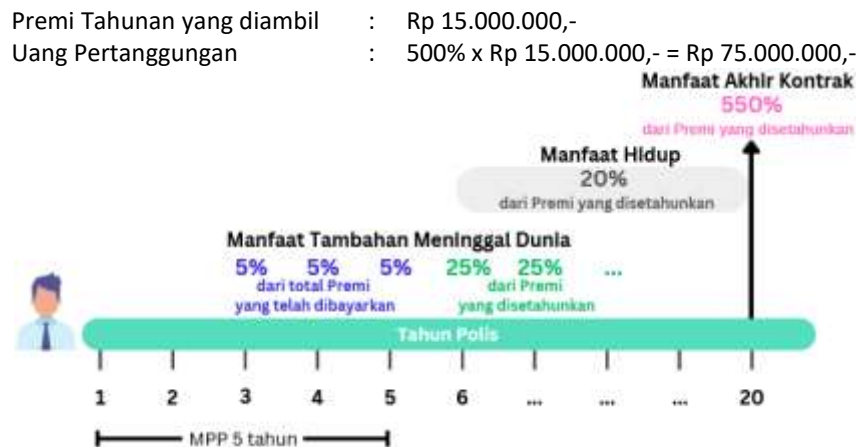 Premi Tahunan yang diambil : Rp 15.000.000,-
Uang Pertanggungan : 500% x Rp 15.000.000,- = Rp 75.000.000,-
Manfaat Akhir Kontrak
550%
dari Premi yang disetahunkan
Manfaat Hidup
20%
dari Premi yang disetahunkan
Manfaat Tambahan Meninggal Dunia
5% 5% 5% 25% 25% ...
dari total Premi dari Premi
yang telah dibayarkan yang disetahunkan
Tahun Polis
1 2 3 4 5 6 ... ... ... 20
MPP 5 tahun